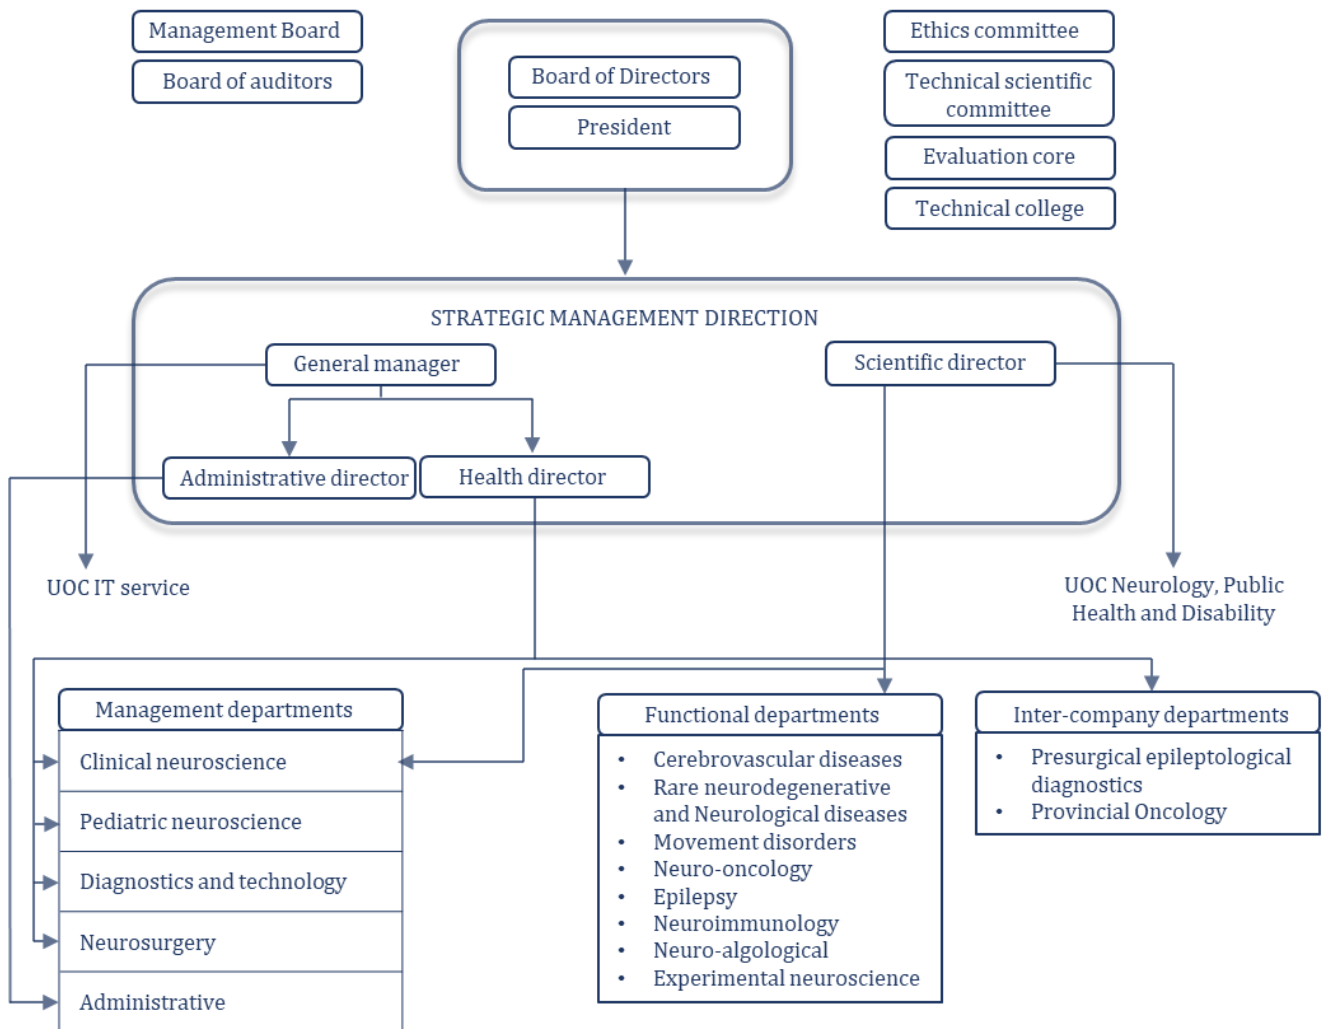 Management Board
Board of auditors
Board of Directors
President
Ethics committee
Technical scientific
committee
Evaluation core
Technical college
STRATEGIC MANAGEMENT DIRECTION
General manager
Scientific director
Administrative director
Health director
UOC IT service
UOC Neurology, Public
Health and Disability
Management departments
Clinical neuroscience
Pediatric neuroscience
Diagnostics and technology
Neurosurgery
Administrative
Functional departments
• Cerebrovascular diseases
• Rare neurodegenerative
and Neurological diseases
• Movement disorders
• Neuro-oncology
• Epilepsy
• Neuroimmunology
• Neuro-algological
• Experimental neuroscience
Inter-company departments
• Presurgical epileptological
diagnostics
• Provincial Oncology